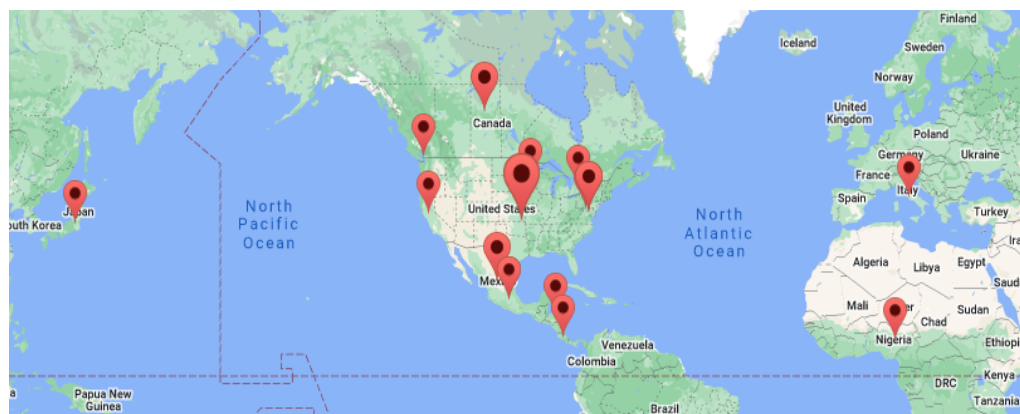 Finland
Iceland
Sweden
Norway
United
Kingdom
Canada
Poland
Germany
Ukraine
France
Italy
Spain
Japan
United States
Turkey
outh Korea
North
Pacific
Ocean
North
Atlantic
Ocean
Algeria
Libya
Egypt
Saud
Mali
Chad
Sudan
Nigeria
Ethiopi
Venezuela
Colombia
Kenya
DRC
Tanzania
Papua New
Guinea
Brazil